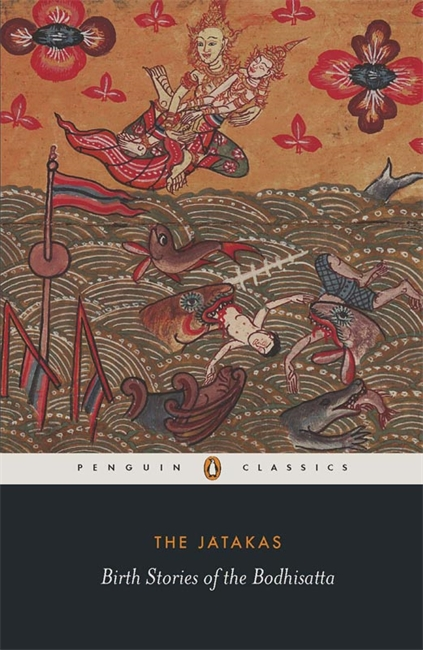 PENGUIN CLASSICS
THE JATAKAS
Birth Stories of the Bodhisatta